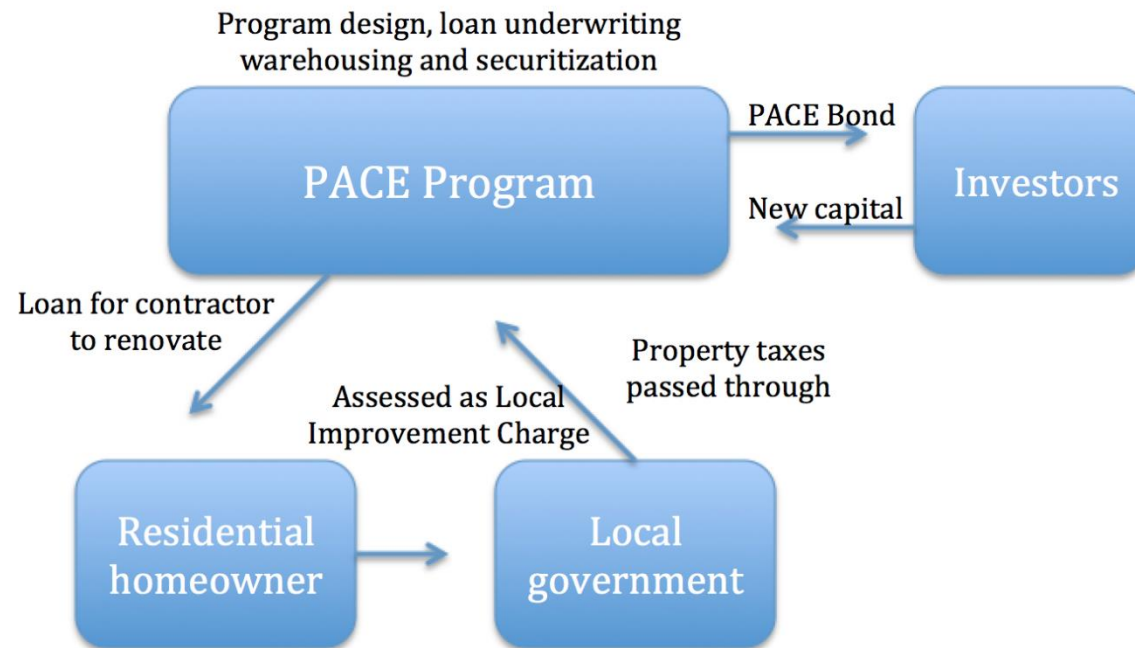 Program design, loan underwriting
warehousing and securitization
PACE Program
PACE Bond
Investors
New capital
Loan for contractor
to renovate
Property taxes
passed through
Assessed as Local
Improvement Charge
Residential
homeowner
Local
government